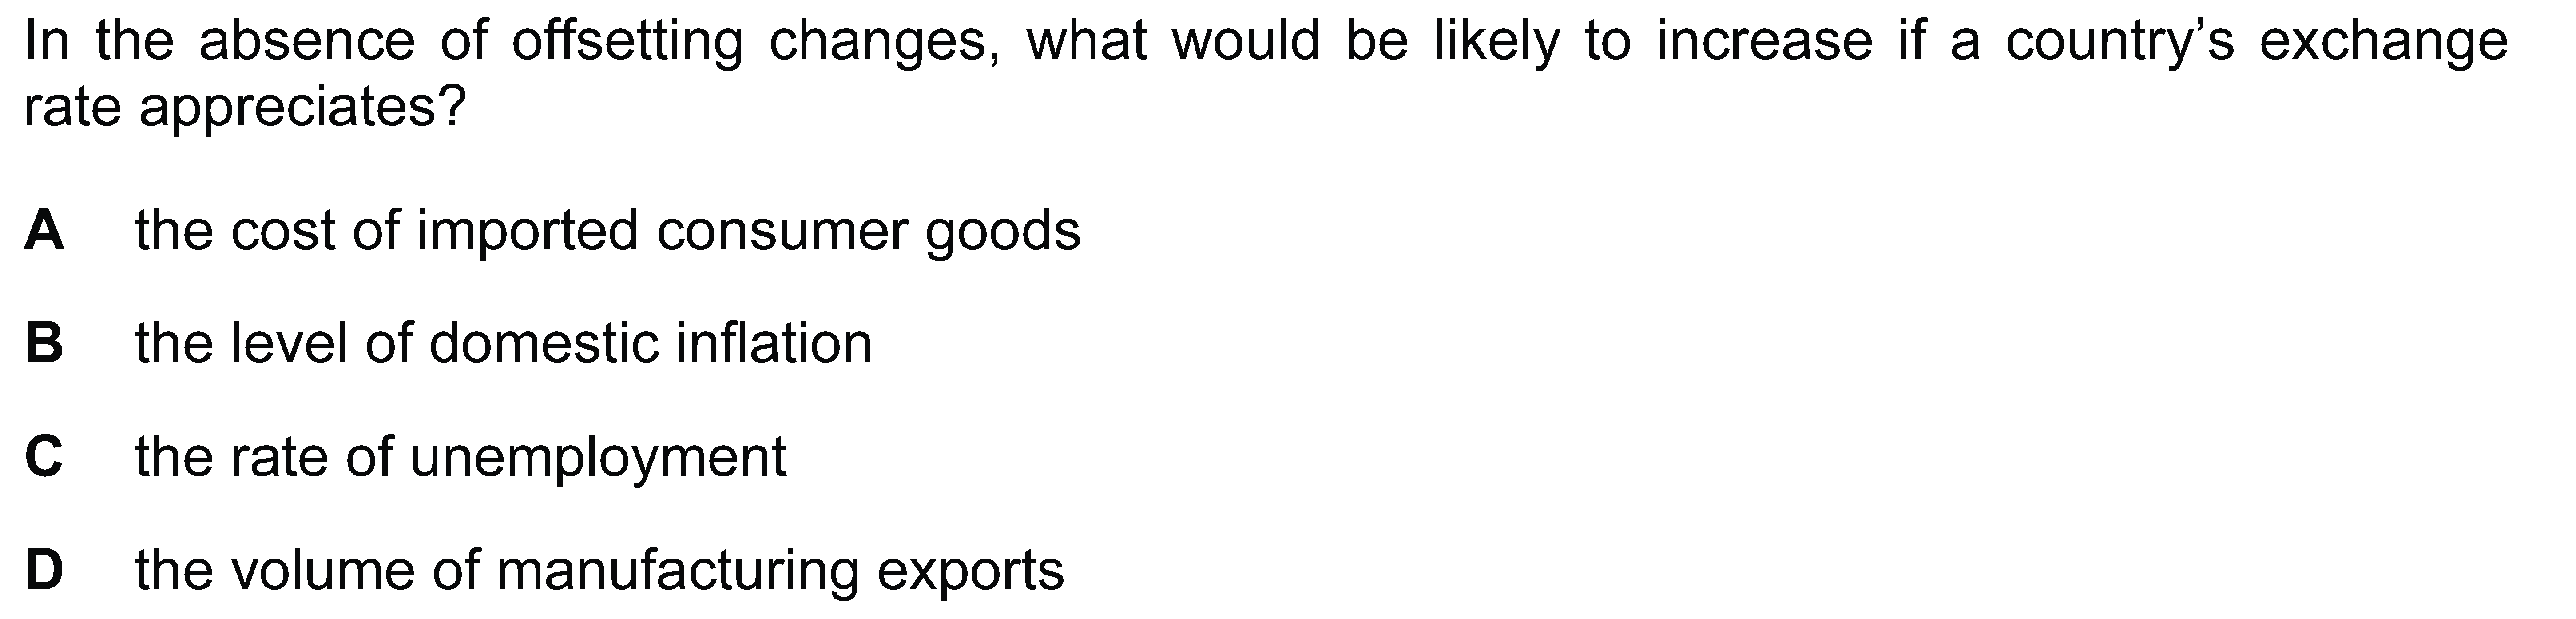 In the absence of offsetting changes, what would be likely to increase if a country’s exchange
rate appreciates?
A the cost of imported consumer goods
B the level of domestic inflation
C the rate of unemployment
D the volume of manufacturing exports